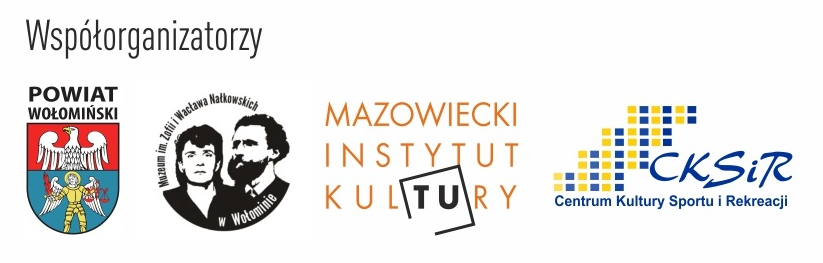 Współorganizatorzy
POWIAT
WOŁOMIŃSKI
Muzeum im. Zofii i Wacława Nałkowskich
w Wołominie
MAZOWIECKI
INSTYTUT
KULTURY
CKSiR
Centrum Kultury Sportu i Rekreacji